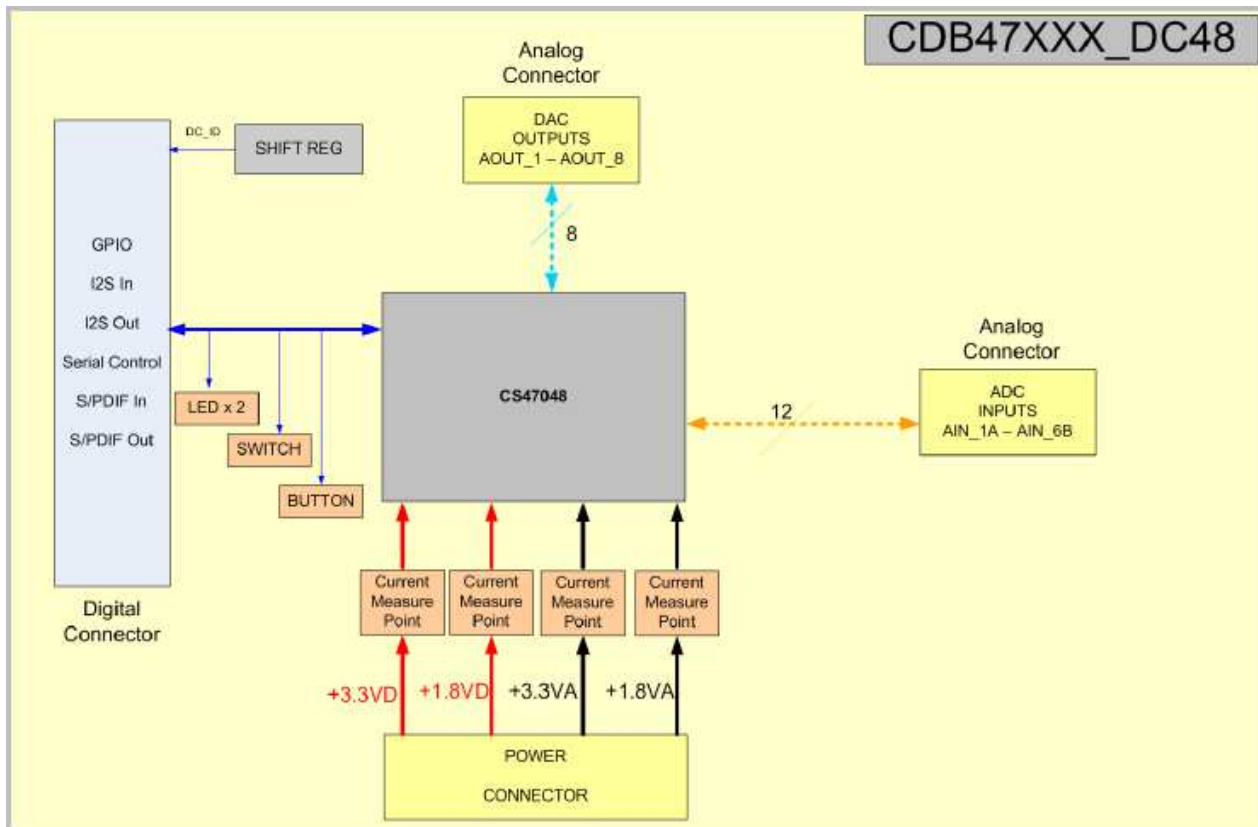 CDB47XXX_DC48
Analog
Connector
DAC
OUTPUTS
AOUT_1 – AOUT_8
DC_ID
SHIFT REG
8
GPIO
I2S In
I2S Out
Serial Control
S/PDIF In
S/PDIF Out
LED x 2
SWITCH
BUTTON
CS47048
12
Analog
Connector
ADC
INPUTS
AIN_1A – AIN_6B
Digital
Connector
Current
Measure
Point
Current
Measure
Point
Current
Measure
Point
Current
Measure
Point
+3.3VD
+1.8VD
+3.3VA
+1.8VA
POWER
CONNECTOR